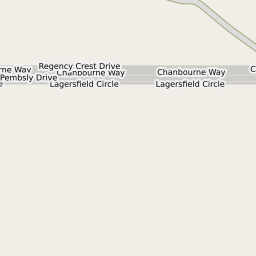 Regency Crest Drive
rne Way
Chanbourne Way
Chanbourne Way
C
Pembsly Drive
e
Lagersfield Circle
Lagersfield Circle